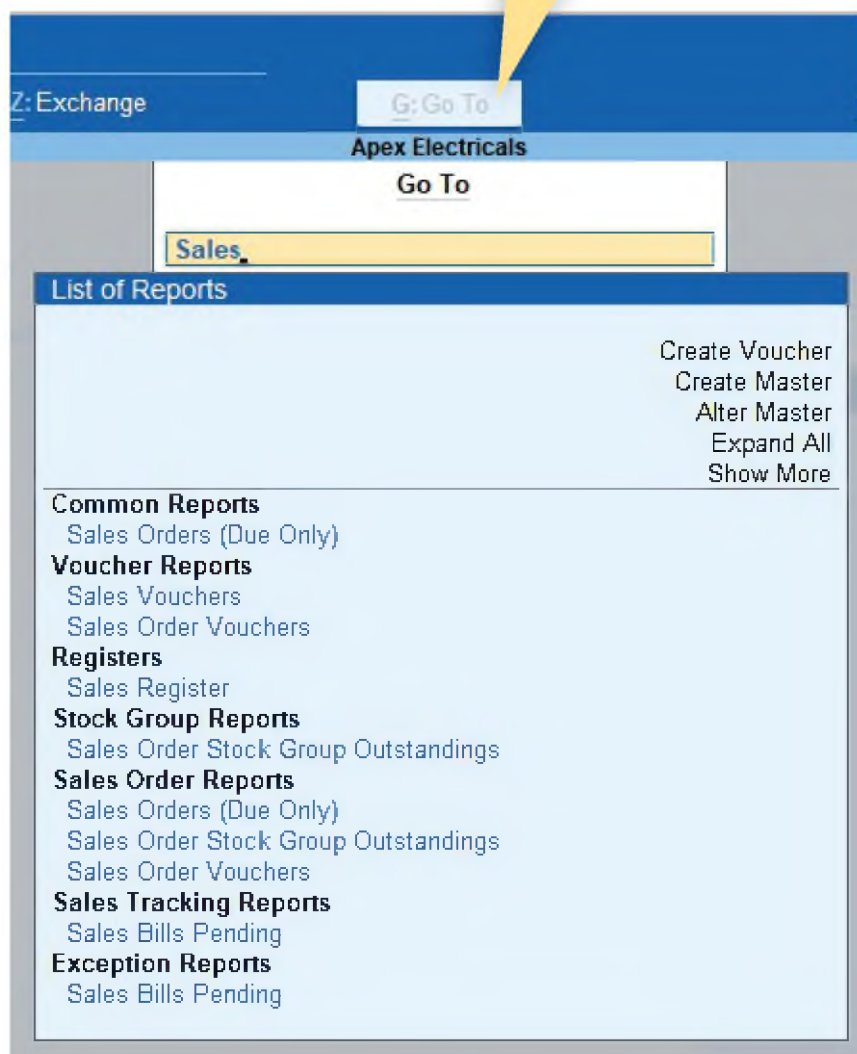 Z: Exchange
G: Go To
Apex Electricals
Go To
Sales
List of Reports
Create Voucher
Create Master
Alter Master
Expand All
Show More
Common Reports
Sales Orders (Due Only)
Voucher Reports
Sales Vouchers
Sales Order Vouchers
Registers
Sales Register
Stock Group Reports
Sales Order Stock Group Outstandings
Sales Order Reports
Sales Orders (Due Only)
Sales Order Stock Group Outstandings
Sales Order Vouchers
Sales Tracking Reports
Sales Bills Pending
Exception Reports
Sales Bills Pending